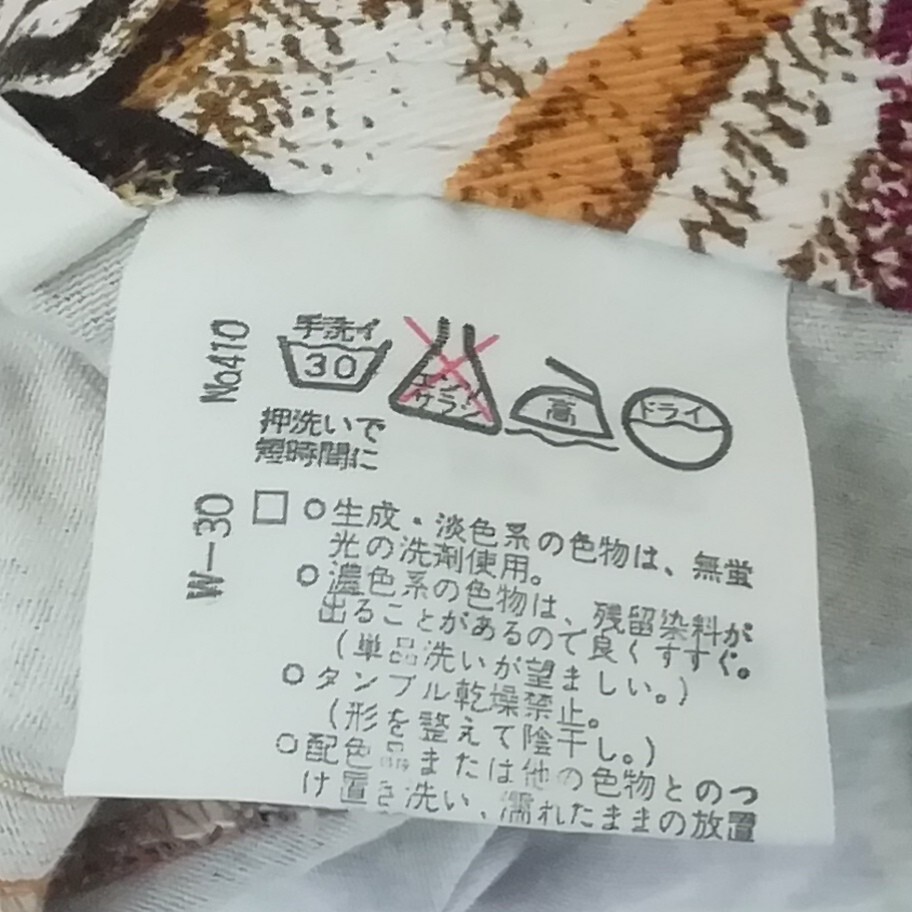 No410
手洗イ
30
エンソ
サラシ
高
ドライ
押洗いで
短時間に
W-30
□ ○生成・淡色系の色物は、無蛍
光の洗剤使用。
○濃色系の色物は、残留染料が
出ることがあるので良くすすぐ。
(単品洗いが望ましい。)
○タンブル乾燥禁止。
(形を整えて陰干し。)
○配色品または他の色物とのつ
け置き洗い、濡れたままの放置